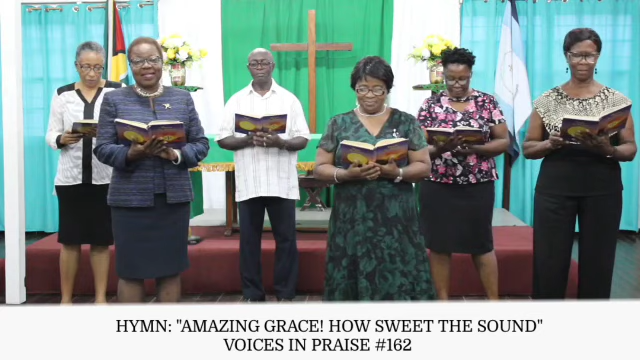 HYMN: "AMAZING GRACE! HOW SWEET THE SOUND"
VOICES IN PRAISE #162